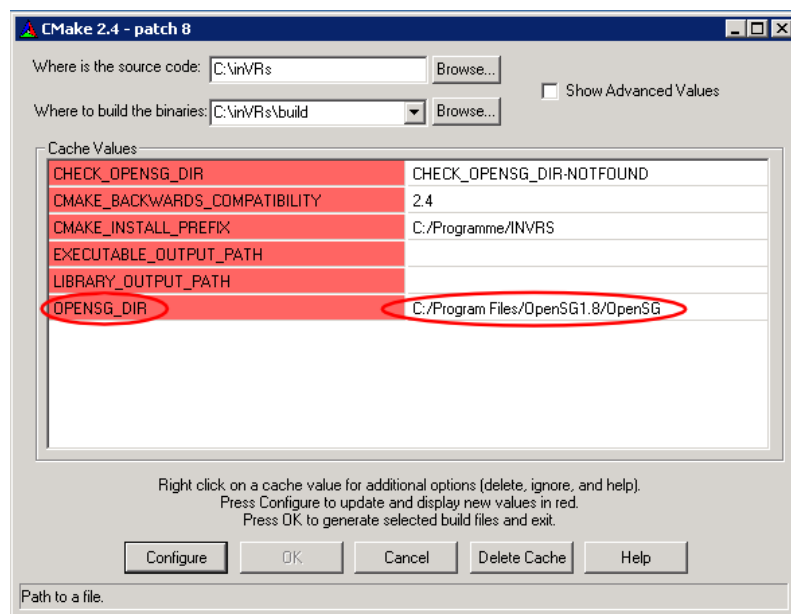 CMake 2.4 - patch 8
Where is the source code: C:\inVRs Browse...
Show Advanced Values
Where to build the binaries: C:\inVRs\build Browse...
Cache Values
CHECK_OPENSG_DIR CHECK_OPENSG_DIR-NOTFOUND
CMAKE_BACKWARDS_COMPATIBILITY 2.4
CMAKE_INSTALL_PREFIX C:/Programme/INVRS
EXECUTABLE_OUTPUT_PATH
LIBRARY_OUTPUT_PATH
OPENSG_DIR C:/Program Files/OpenSG1.8/OpenSG
Right click on a cache value for additional options (delete, ignore, and help).
Press Configure to update and display new values in red.
Press OK to generate selected build files and exit.
Configure OK Cancel Delete Cache Help
Path to a file.